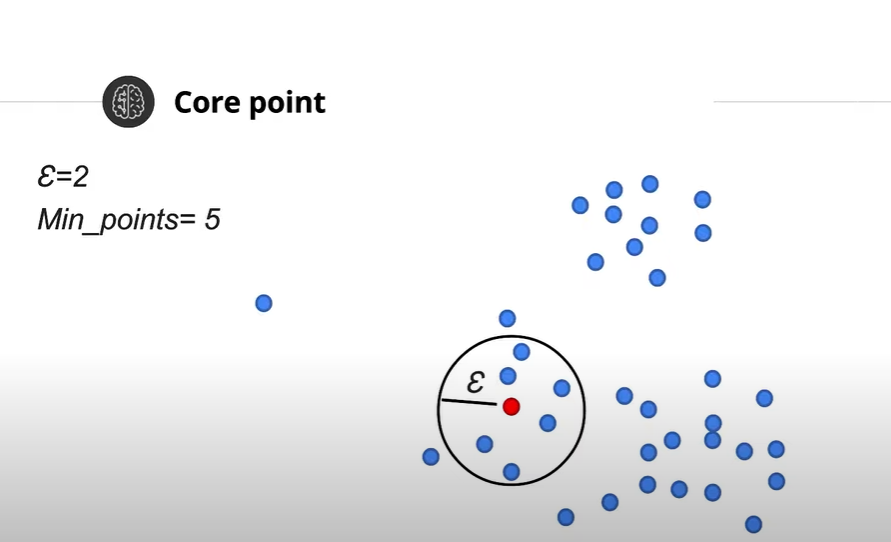 Core point
Ɛ=2
Min_points= 5
Ɛ